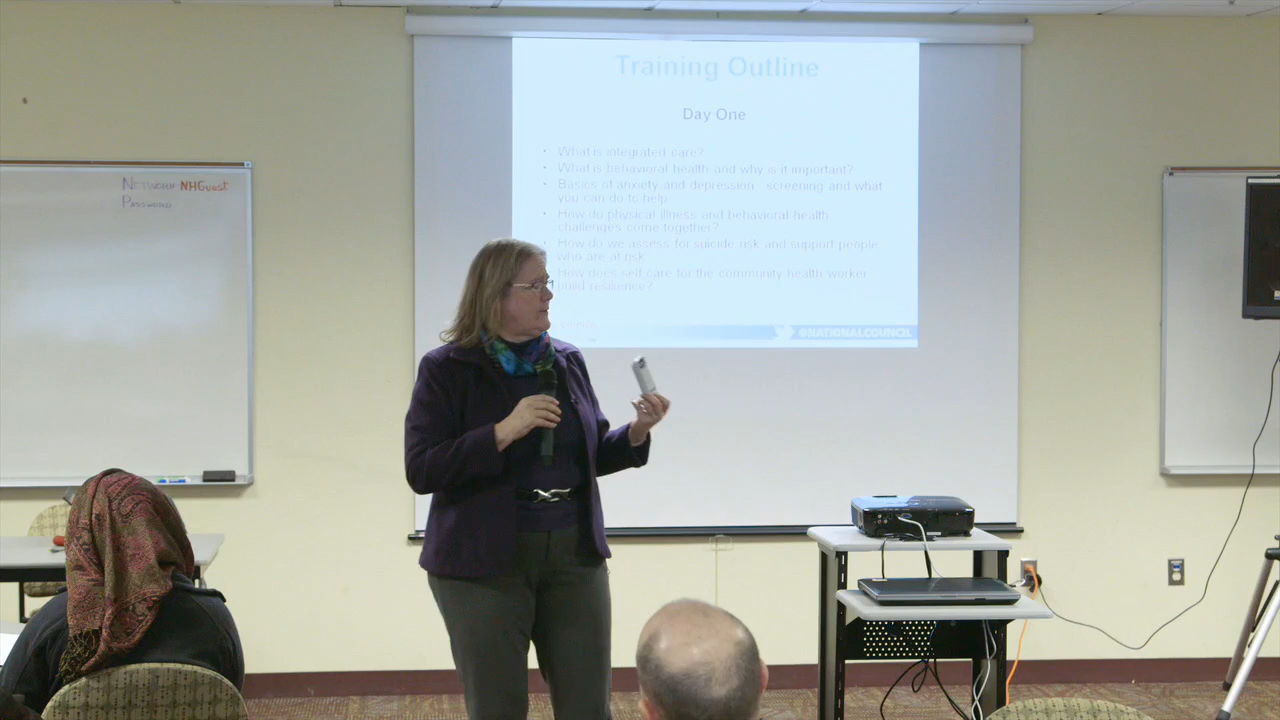 Training Outline
Day One
• What is integrated care?
• What is behavioral health and why is it important?
• Basics of anxiety and depression screening and what
you can do to help
• How do physical illness and behavioral health
challenges come together?
How do we assess for suicide risk and support people
who are at risk
How does self care for the community health worker
build resilience?
@NATIONALCOUNCIL
NETWORK NHGuest
PASSWORD